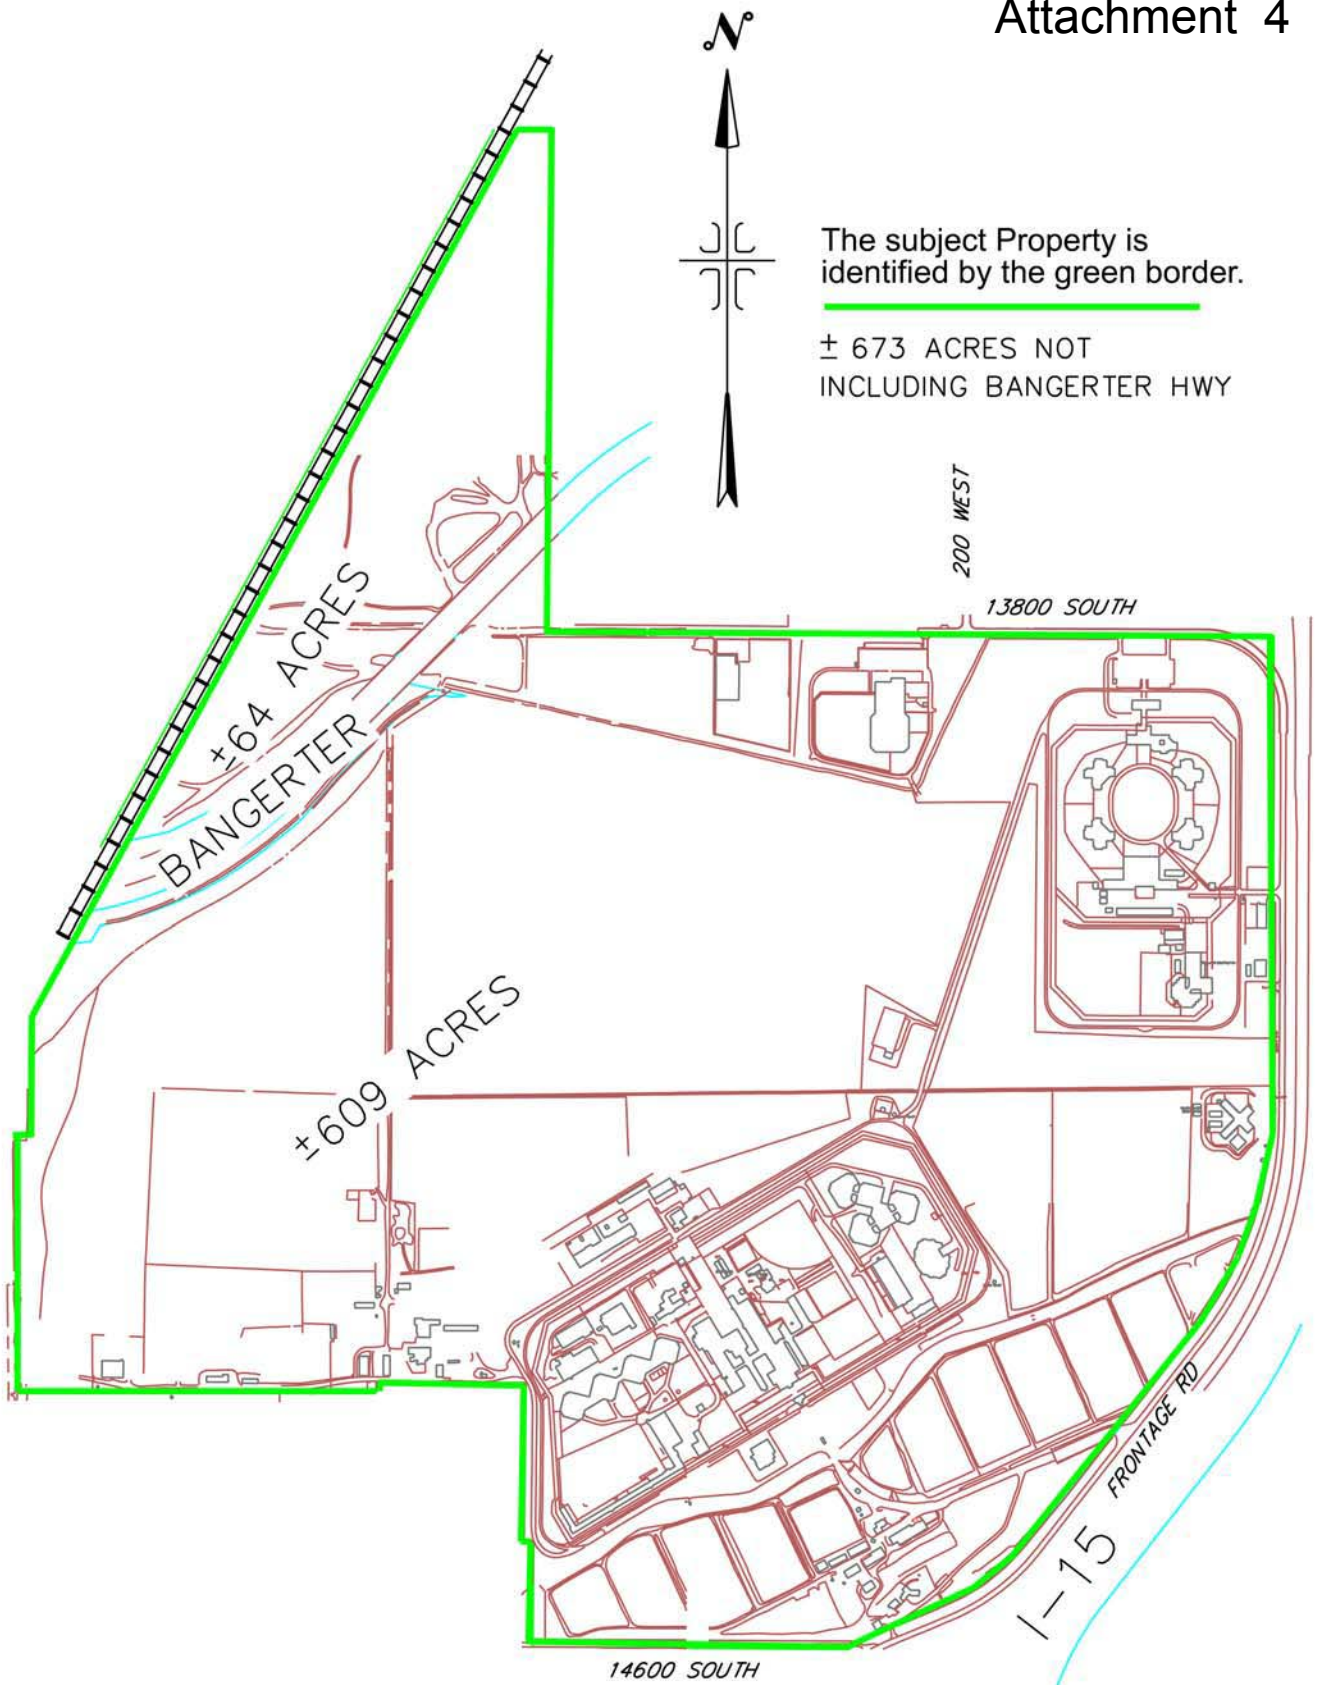 Attachment 4
N
The subject Property is
identified by the green border.
± 673 ACRES NOT
INCLUDING BANGERTER HWY
200 WEST
13800 SOUTH
±64 ACRES
BANGERTER
±609 ACRES
FRONTAGE RD
I-15
14600 SOUTH